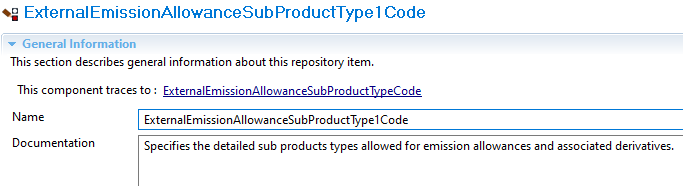 ExternalEmissionAllowanceSubProductType1Code
General Information
This section describes general information about this repository item.
This component traces to : ExternalEmissionAllowanceSubProductTypeCode
Name ExternalEmissionAllowanceSubProductType1Code
Documentation Specifies the detailed sub products types allowed for emission allowances and associated derivatives.